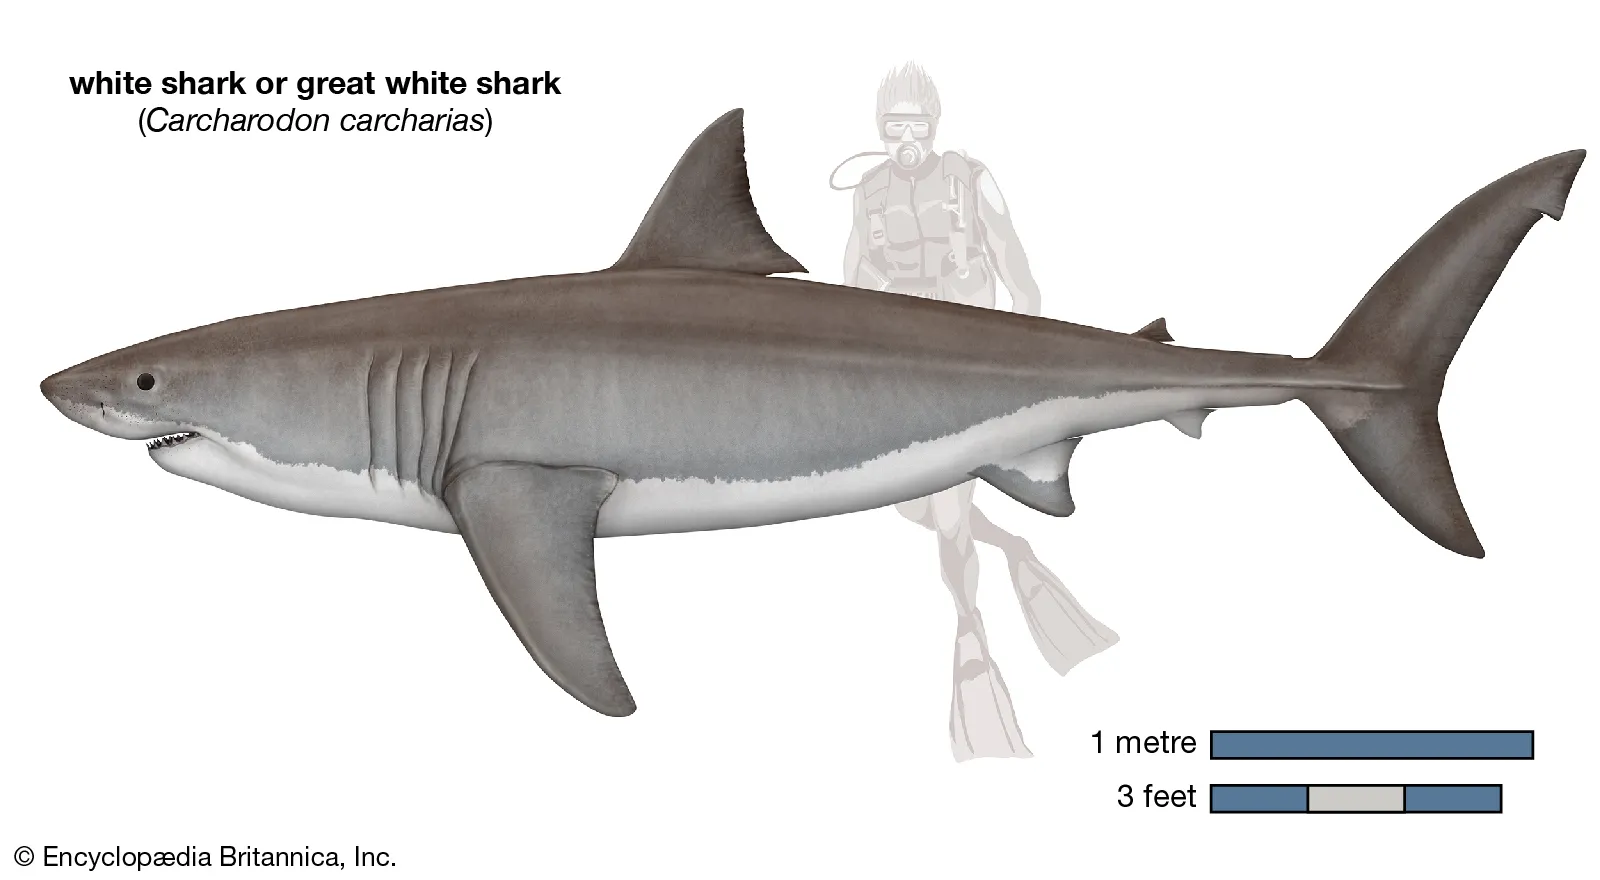 white shark or great white shark
(Carcharodon carcharias)
1 metre
3 feet
© Encyclopædia Britannica, Inc.